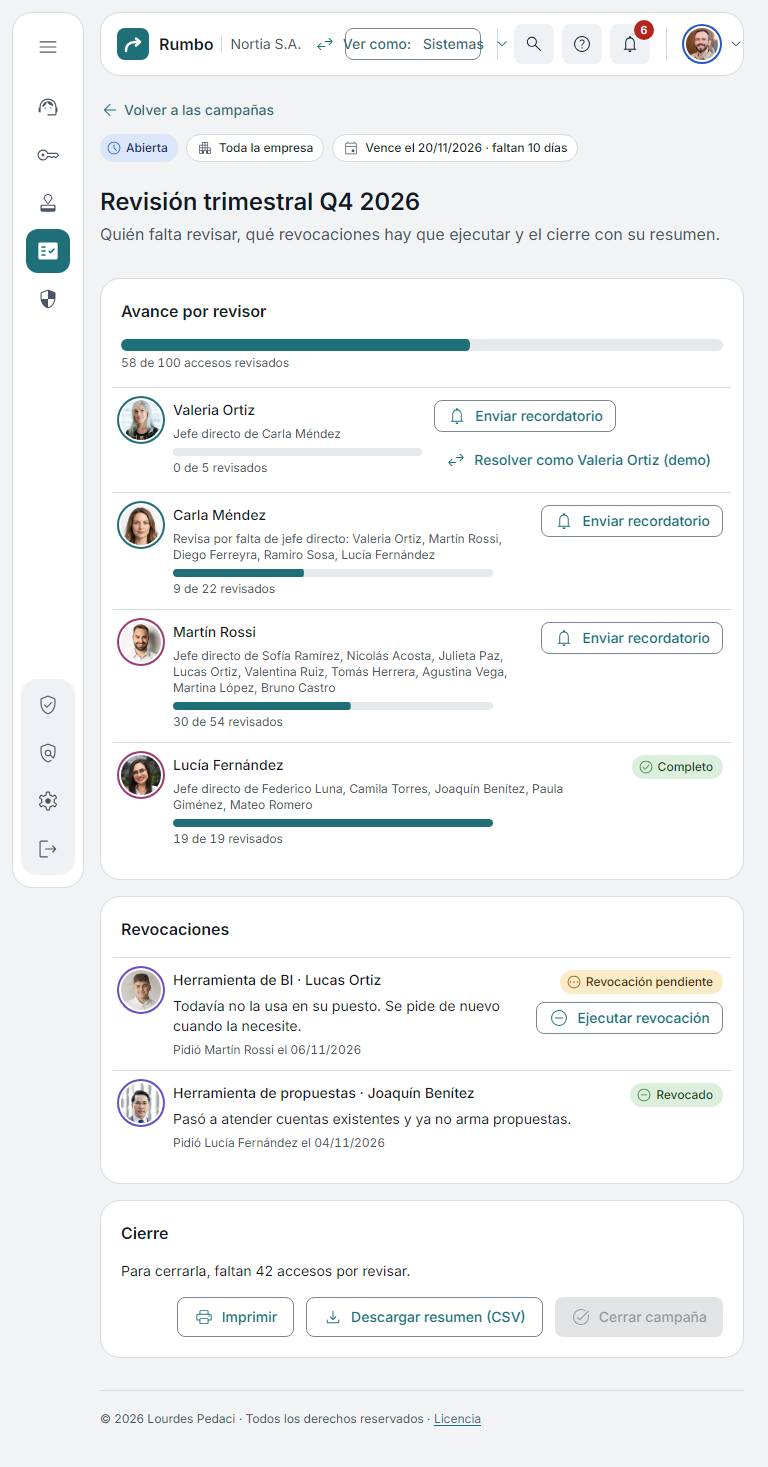 Rumbo
Nortia S.A.
Ver como: Sistemas
6
Volver a las campañas
Abierta
Toda la empresa
Vence el 20/11/2026 · faltan 10 días
Revisión trimestral Q4 2026
Quién falta revisar, qué revocaciones hay que ejecutar y el cierre con su resumen.
Avance por revisor
58 de 100 accesos revisados
Valeria Ortiz
Jefe directo de Carla Méndez
0 de 5 revisados
Enviar recordatorio
Resolver como Valeria Ortiz (demo)
Carla Méndez
Revisa por falta de jefe directo: Valeria Ortiz, Martín Rossi,
Diego Ferreyra, Ramiro Sosa, Lucía Fernández
9 de 22 revisados
Enviar recordatorio
Martín Rossi
Jefe directo de Sofía Ramírez, Nicolás Acosta, Julieta Paz,
Lucas Ortiz, Valentina Ruiz, Tomás Herrera, Agustina Vega,
Martina López, Bruno Castro
30 de 54 revisados
Enviar recordatorio
Lucía Fernández
Jefe directo de Federico Luna, Camila Torres, Joaquín Benítez, Paula
Giménez, Mateo Romero
19 de 19 revisados
Completo
Revocaciones
Herramienta de BI · Lucas Ortiz
Todavía no la usa en su puesto. Se pide de nuevo
cuando la necesite.
Pidió Martín Rossi el 06/11/2026
Revocación pendiente
Ejecutar revocación
Herramienta de propuestas · Joaquín Benítez
Pasó a atender cuentas existentes y ya no arma propuestas.
Pidió Lucía Fernández el 04/11/2026
Revocado
Cierre
Para cerrarla, faltan 42 accesos por revisar.
Imprimir
Descargar resumen (CSV)
Cerrar campaña
© 2026 Lourdes Pedaci · Todos los derechos reservados · Licencia